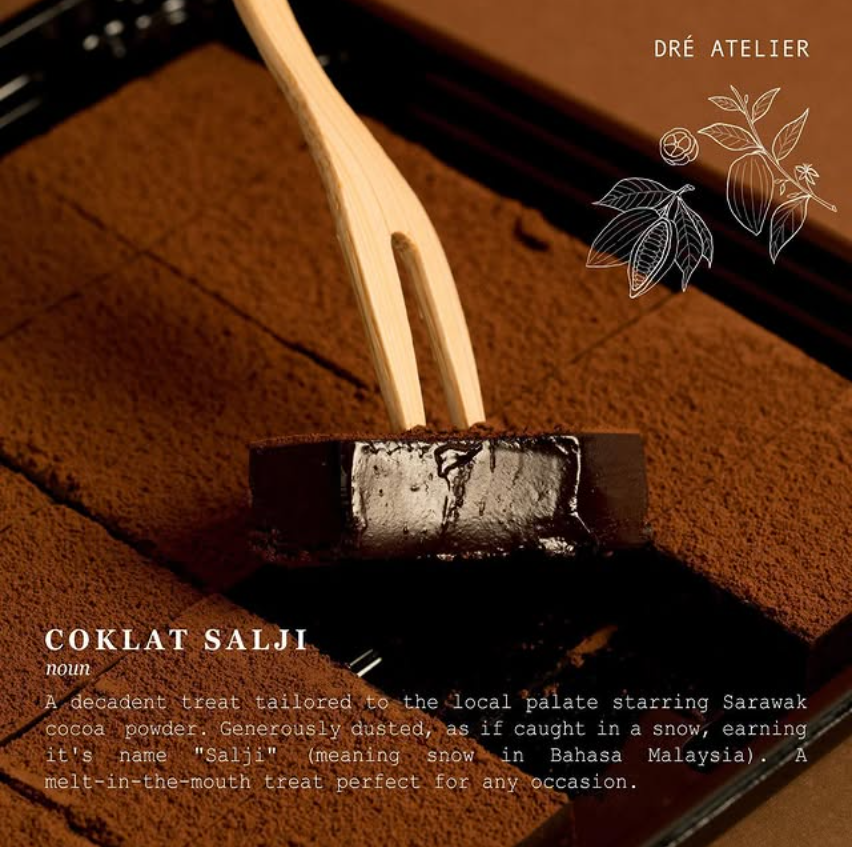 DRÉ ATELIER
COKLAT SALJI
noun
A decadent treat tailored to the local palate starring Sarawak
cocoa powder. Generously dusted, as if caught in a snow, earning
it's name "Salji" (meaning snow in Bahasa Malaysia). A
melt-in-the-mouth treat perfect for any occasion.